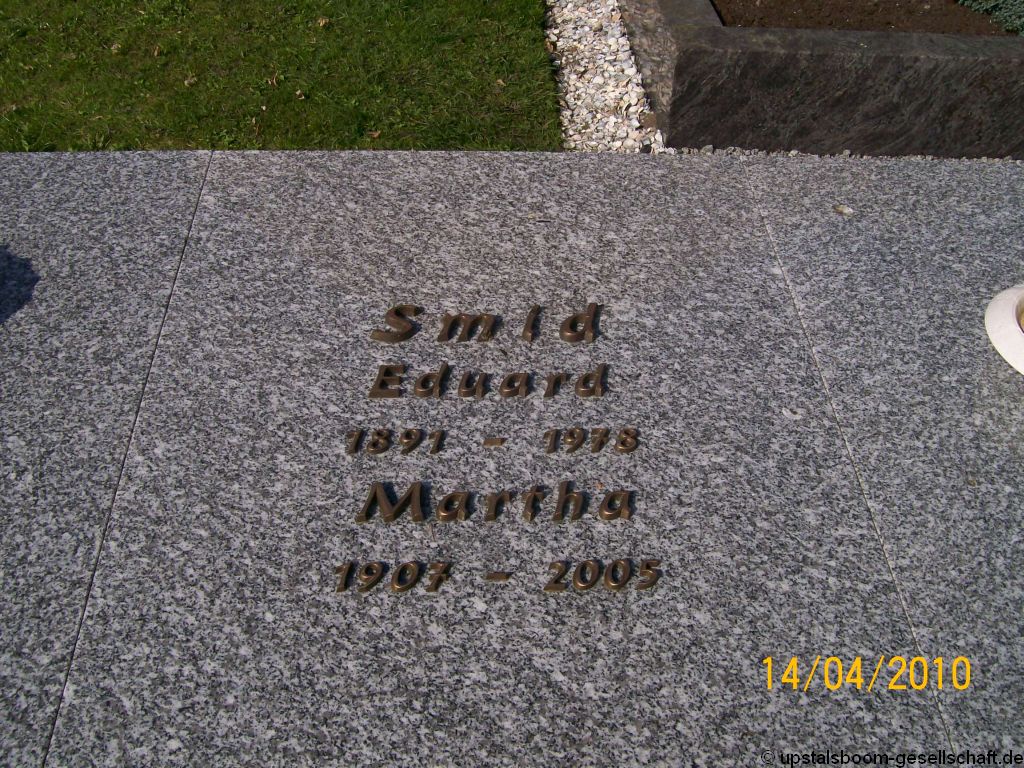 Smid
Eduard
1891 - 1978
Martha
1907 - 2005
14/04/2010
© upstalsboom-gesellschaft.de